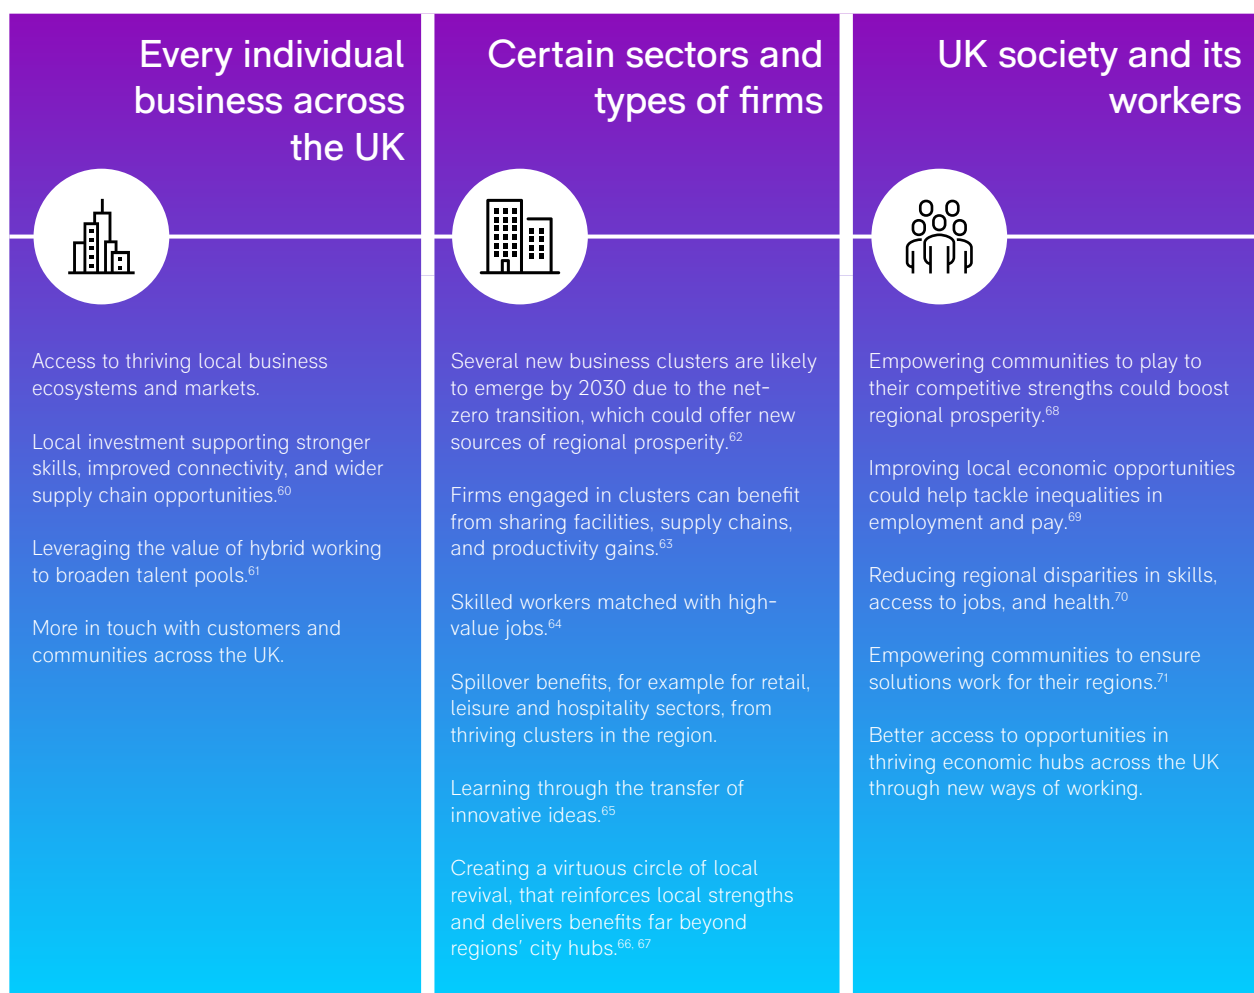 Every individual
business across
the UK
Access to thriving local business
ecosystems and markets.
Local investment supporting stronger
skills, improved connectivity, and wider
supply chain opportunities.60
Leveraging the value of hybrid working
to broaden talent pools.61
More in touch with customers and
communities across the UK.
Certain sectors and
types of firms
Several new business clusters are likely
to emerge by 2030 due to the net-
zero transition, which could offer new
sources of regional prosperity.62
Firms engaged in clusters can benefit
from sharing facilities, supply chains,
and productivity gains.63
Skilled workers matched with high-
value jobs.64
Spillover benefits, for example for retail,
leisure and hospitality sectors, from
thriving clusters in the region.
Learning through the transfer of
innovative ideas.65
Creating a virtuous circle of local
revival, that reinforces local strengths
and delivers benefits far beyond
regions’ city hubs.66, 67
UK society and its
workers
Empowering communities to play to
their competitive strengths could boost
regional prosperity.68
Improving local economic opportunities
could help tackle inequalities in
employment and pay.69
Reducing regional disparities in skills,
access to jobs, and health.70
Empowering communities to ensure
solutions work for their regions.71
Better access to opportunities in
thriving economic hubs across the UK
through new ways of working.